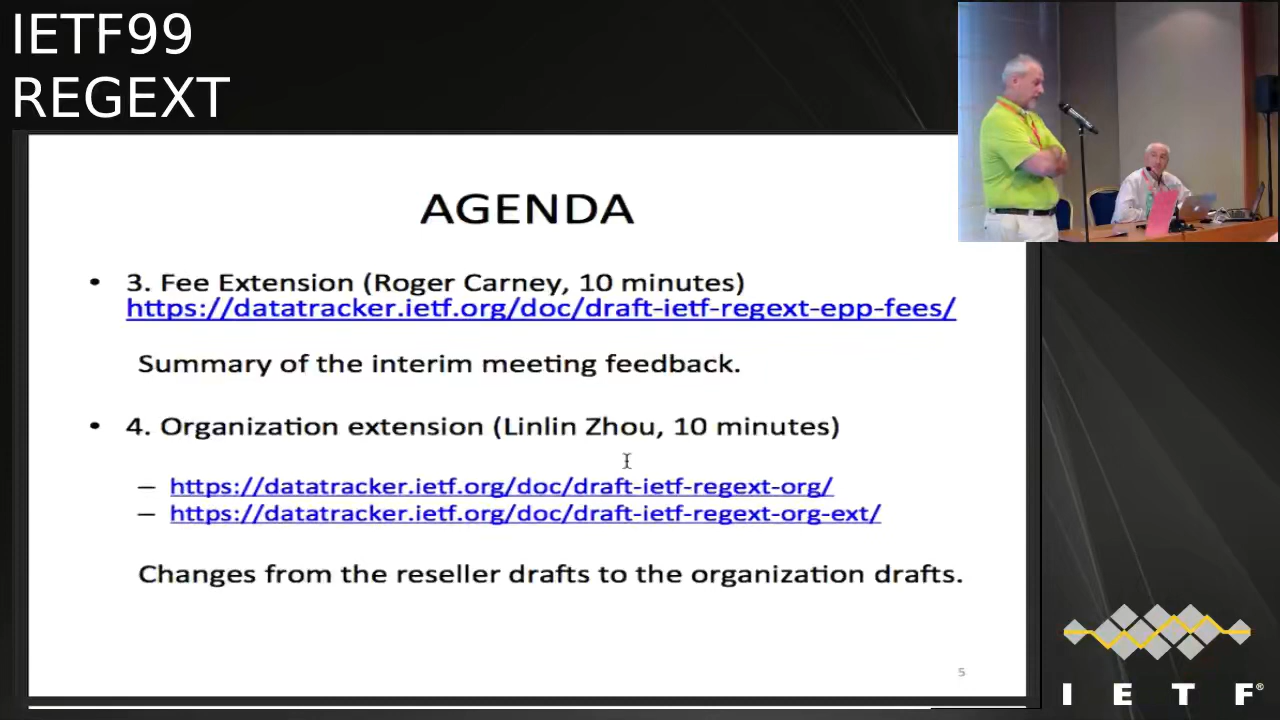 IETF99
REGEXT
AGENDA
• 3. Fee Extension (Roger Carney, 10 minutes)
https://datatracker.ietf.org/doc/draft-ietf-regext-epp-fees/
Summary of the interim meeting feedback.
• 4. Organization extension (Linlin Zhou, 10 minutes)
– https://datatracker.ietf.org/doc/draft-ietf-regext-org/
– https://datatracker.ietf.org/doc/draft-ietf-regext-org-ext/
Changes from the reseller drafts to the organization drafts.
5
I E T F®